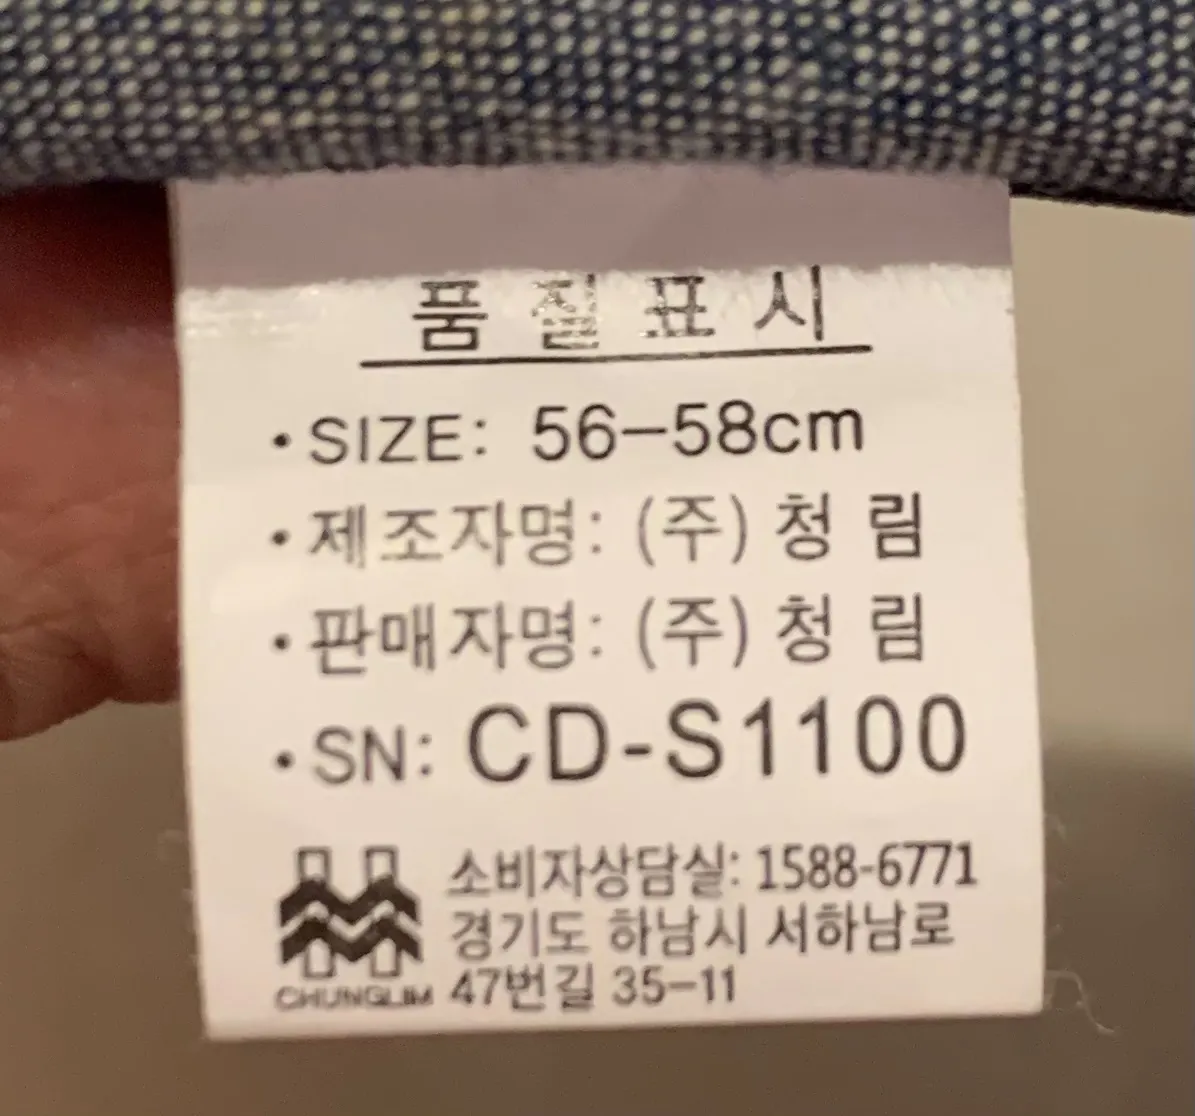 품질표시
• SIZE: 56-58cm
• 제조자명: (주) 청 림
• 판매자명: (주) 청 림
• SN: CD-S1100
소비자상담실: 1588-6771
경기도 하남시 서하남로
47번길 35-11
CHUNGLIM